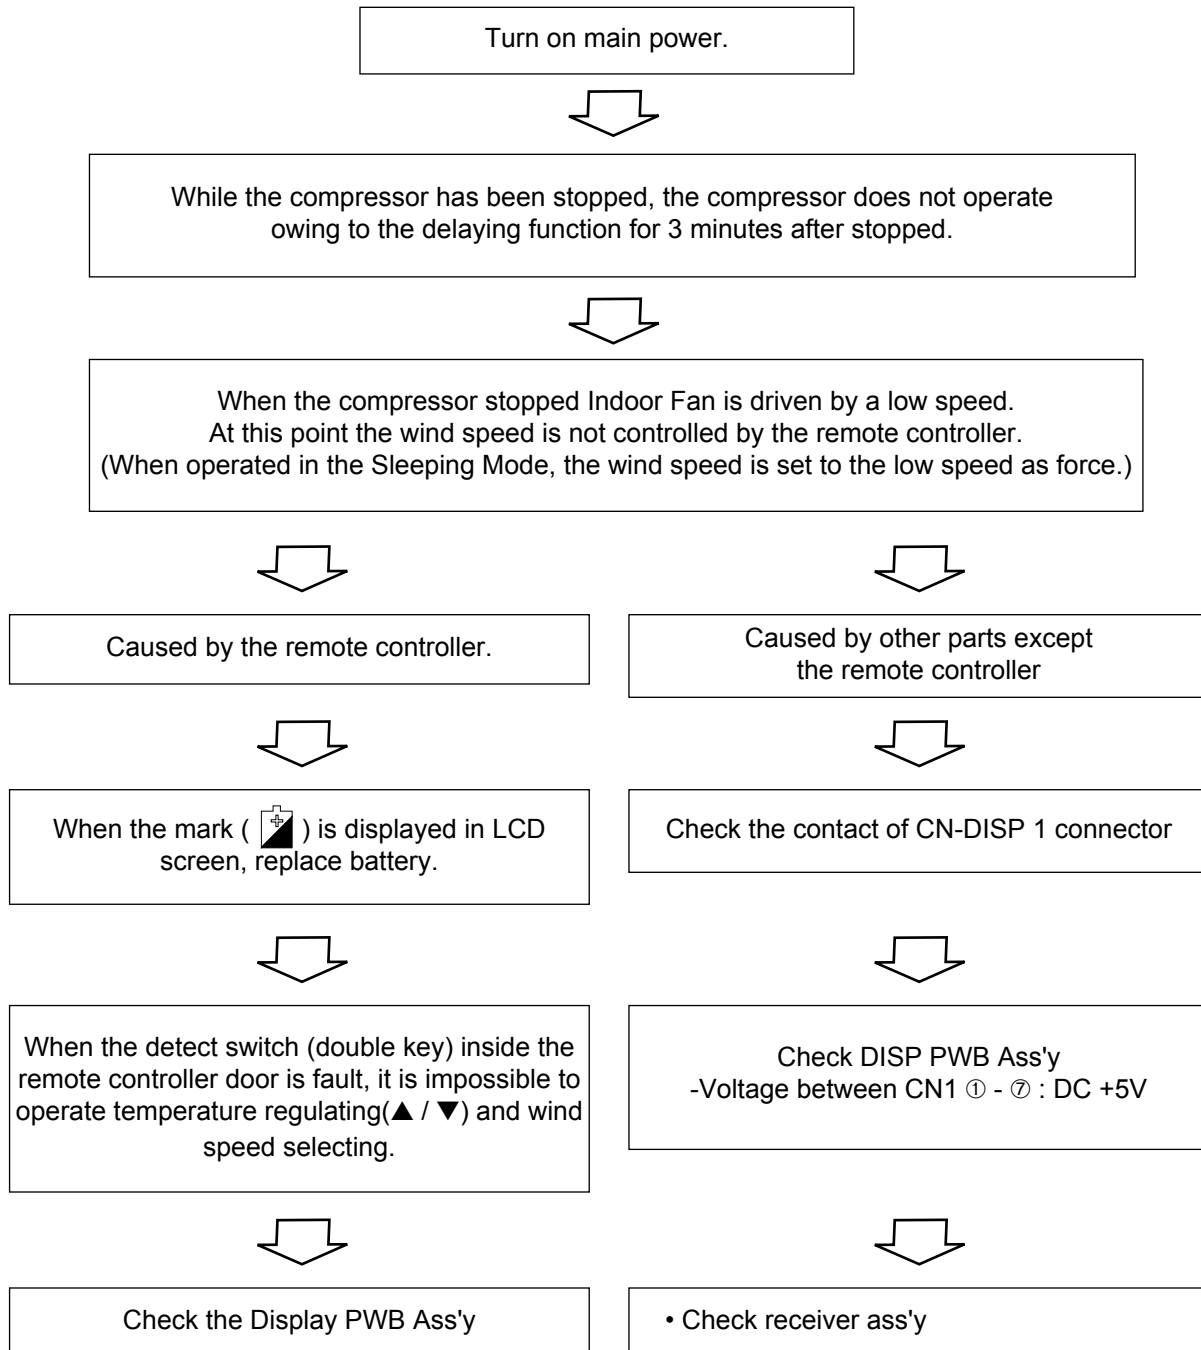 Turn on main power.
While the compressor has been stopped, the compressor does not operate
owing to the delaying function for 3 minutes after stopped.
When the compressor stopped Indoor Fan is driven by a low speed.
At this point the wind speed is not controlled by the remote controller.
(When operated in the Sleeping Mode, the wind speed is set to the low speed as force.)
Caused by the remote controller.
When the mark ( ) is displayed in LCD
screen, replace battery.
When the detect switch (double key) inside the
remote controller door is fault, it is impossible to
operate temperature regulating(▲ / ▼) and wind
speed selecting.
Check the Display PWB Ass'y
Caused by other parts except
the remote controller
Check the contact of CN-DISP 1 connector
Check DISP PWB Ass'y
-Voltage between CN1 ① - ⑦ : DC +5V
• Check receiver ass'y